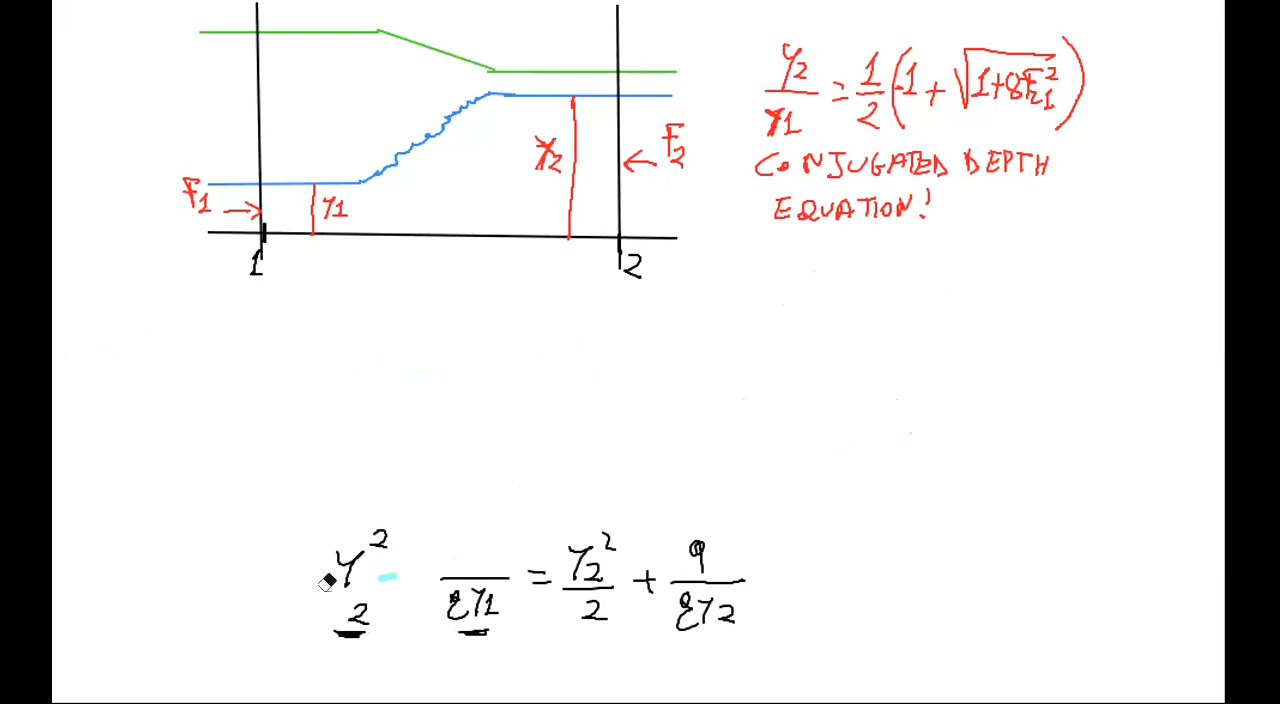 Y2/Y1 = 1/2 (-1 + √1+8Fr1²)
CONJUGATED DEPTH
EQUATION!
F1 → Y1
Y2 ← F2
1 2
Y²/2 /gY1 = Y2²/2 + q/gY2